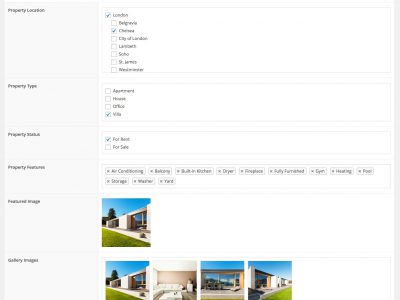 Property Location
London
Belgravia
Chelsea
City of London
Lambeth
Soho
St. James
Westminster
Property Type
Apartment
House
Office
Villa
Property Status
For Rent
For Sale
Property Features
× Air Conditioning × Balcony × Built-In Kitchen × Dryer × Fireplace × Fully Furnished × Gym × Heating × Pool
× Storage × Washer × Yard
Featured Image
Gallery Images